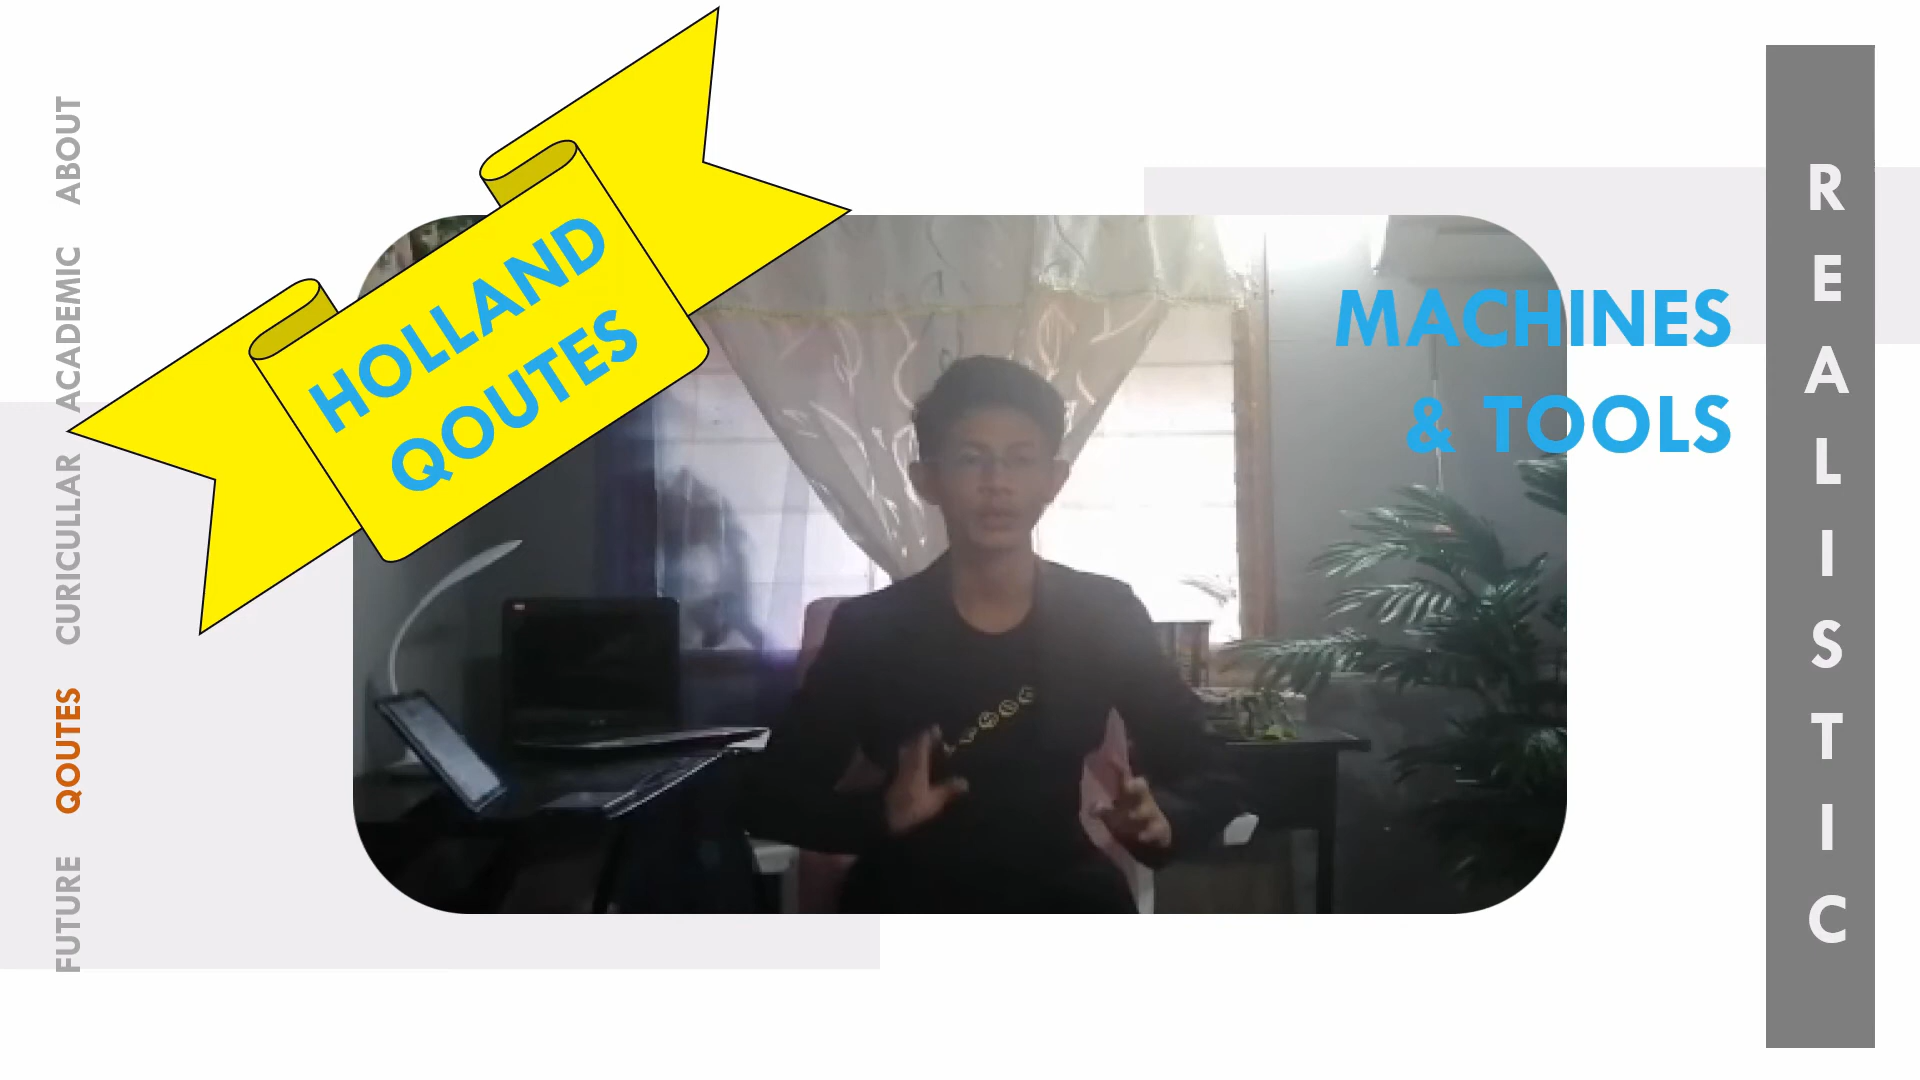 HOLLAND
QOUTES
MACHINES
& TOOLS
REALISTIC
ABOUT
ACADEMIC
CURICULLAR
QOUTES
FUTURE